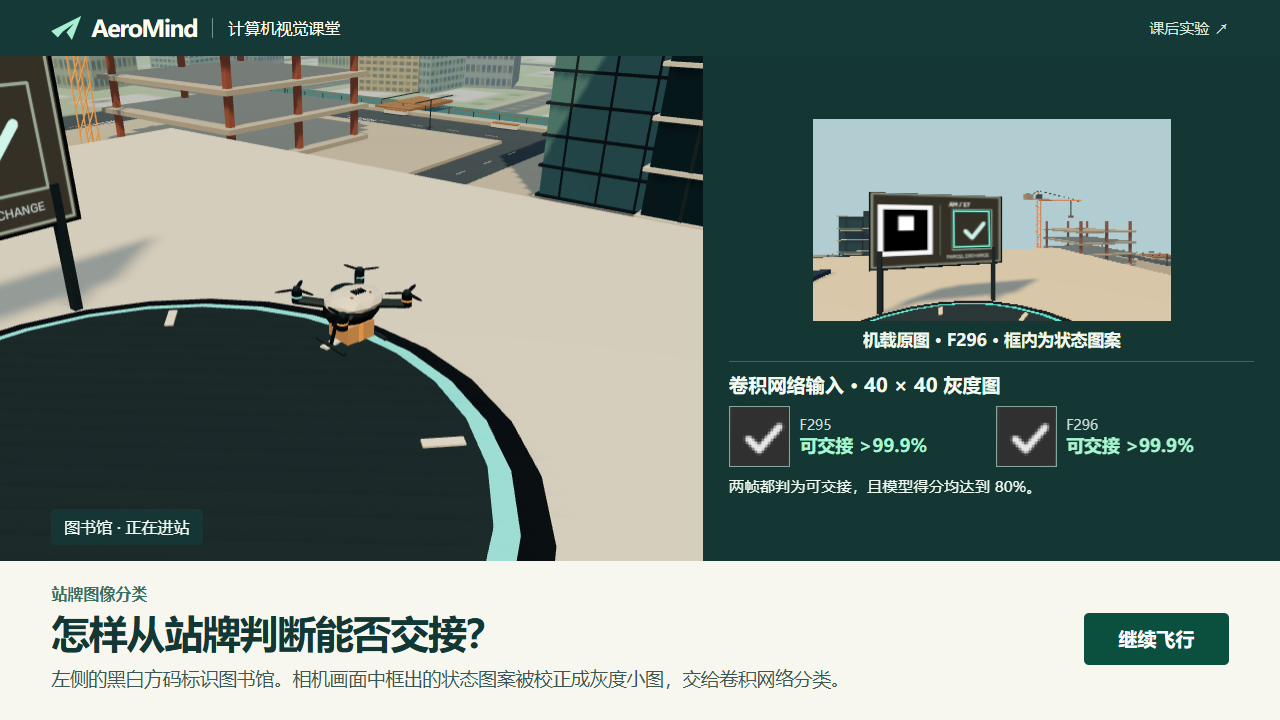 AeroMind
计算机视觉课堂
课后实验 ↗
CHANGE
AM / 17
PARCEL EXCHANGE
机载原图 • F296 • 框内为状态图案
卷积网络输入 • 40 × 40 灰度图
F295
可交接 >99.9%
F296
可交接 >99.9%
两帧都判为可交接，且模型得分均达到 80%。
图书馆 · 正在进站
站牌图像分类
怎样从站牌判断能否交接？
左侧的黑白方码标识图书馆。相机画面中框出的状态图案被校正成灰度小图，交给卷积网络分类。
继续飞行